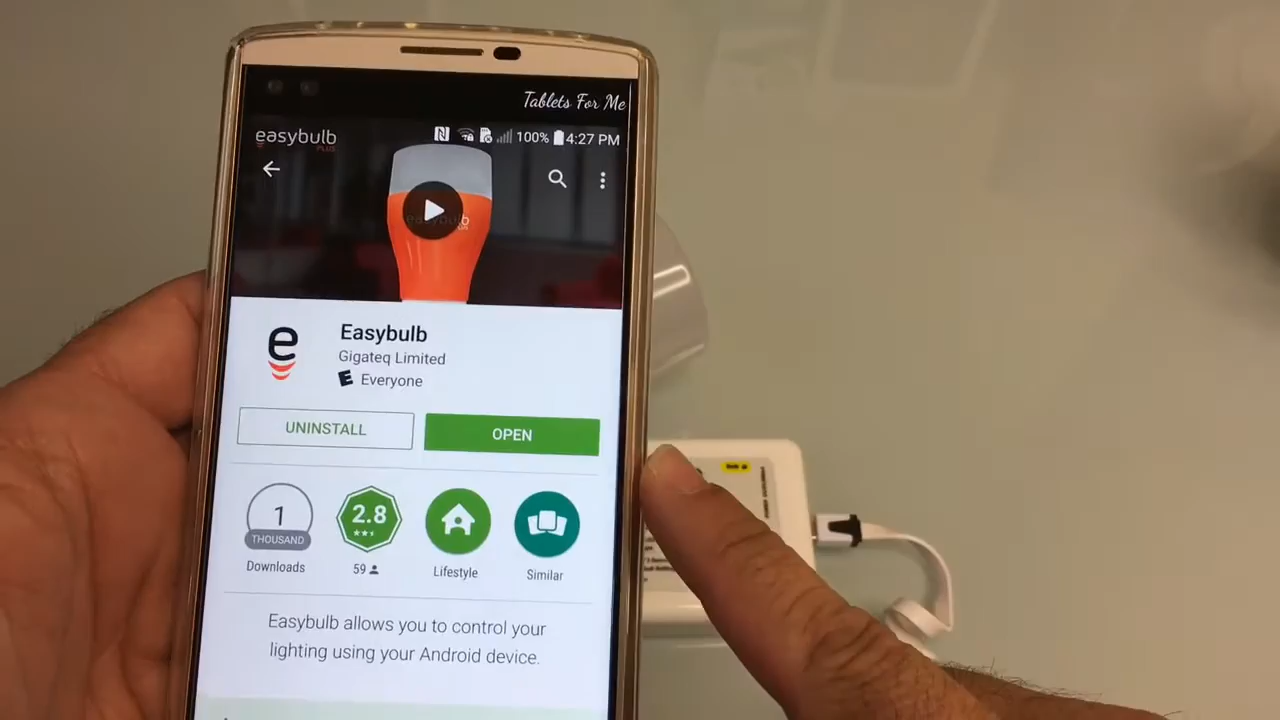 Tablets For Me
easybulb
PLUS
100% 4:27 PM
easybulb
Easybulb
Gigateq Limited
E Everyone
UNINSTALL
OPEN
1
THOUSAND
Downloads
2.8
59
Lifestyle
Similar
Easybulb allows you to control your
lighting using your Android device.